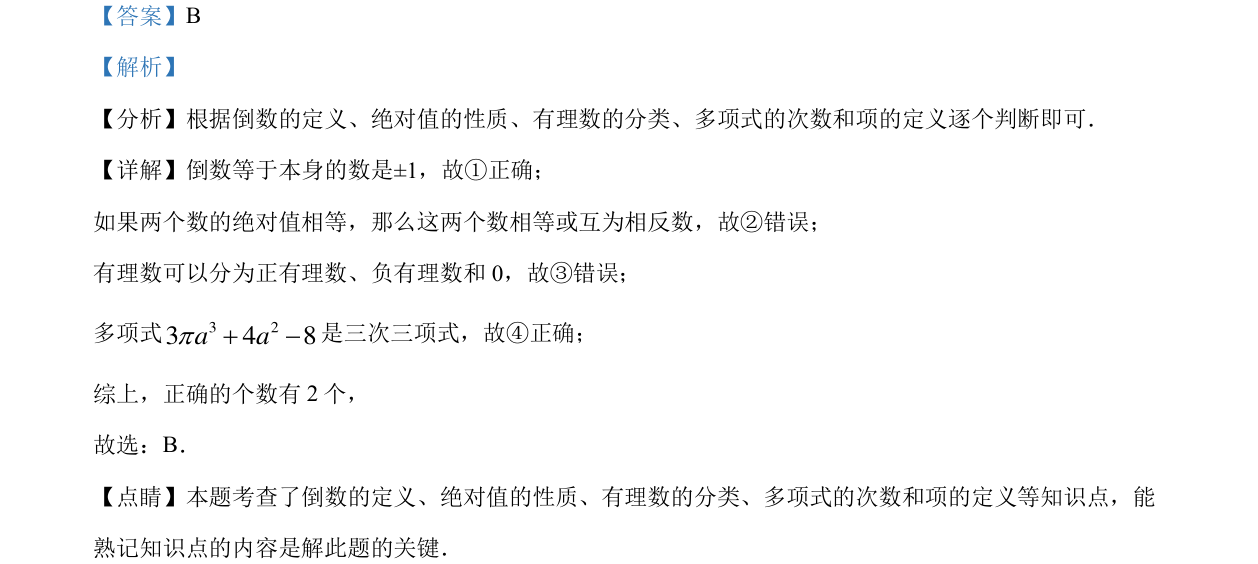 【答案】B
【解析】
【分析】根据倒数的定义、绝对值的性质、有理数的分类、多项式的次数和项的定义逐个判断即可．
【详解】倒数等于本身的数是±1，故①正确；
如果两个数的绝对值相等，那么这两个数相等或互为相反数，故②错误；
有理数可以分为正有理数、负有理数和 0，故③错误；
多项式 3πa³ + 4a² − 8 是三次三项式，故④正确；
综上，正确的个数有 2 个，
故选：B．
【点睛】本题考查了倒数的定义、绝对值的性质、有理数的分类、多项式的次数和项的定义等知识点，能
熟记知识点的内容是解此题的关键．